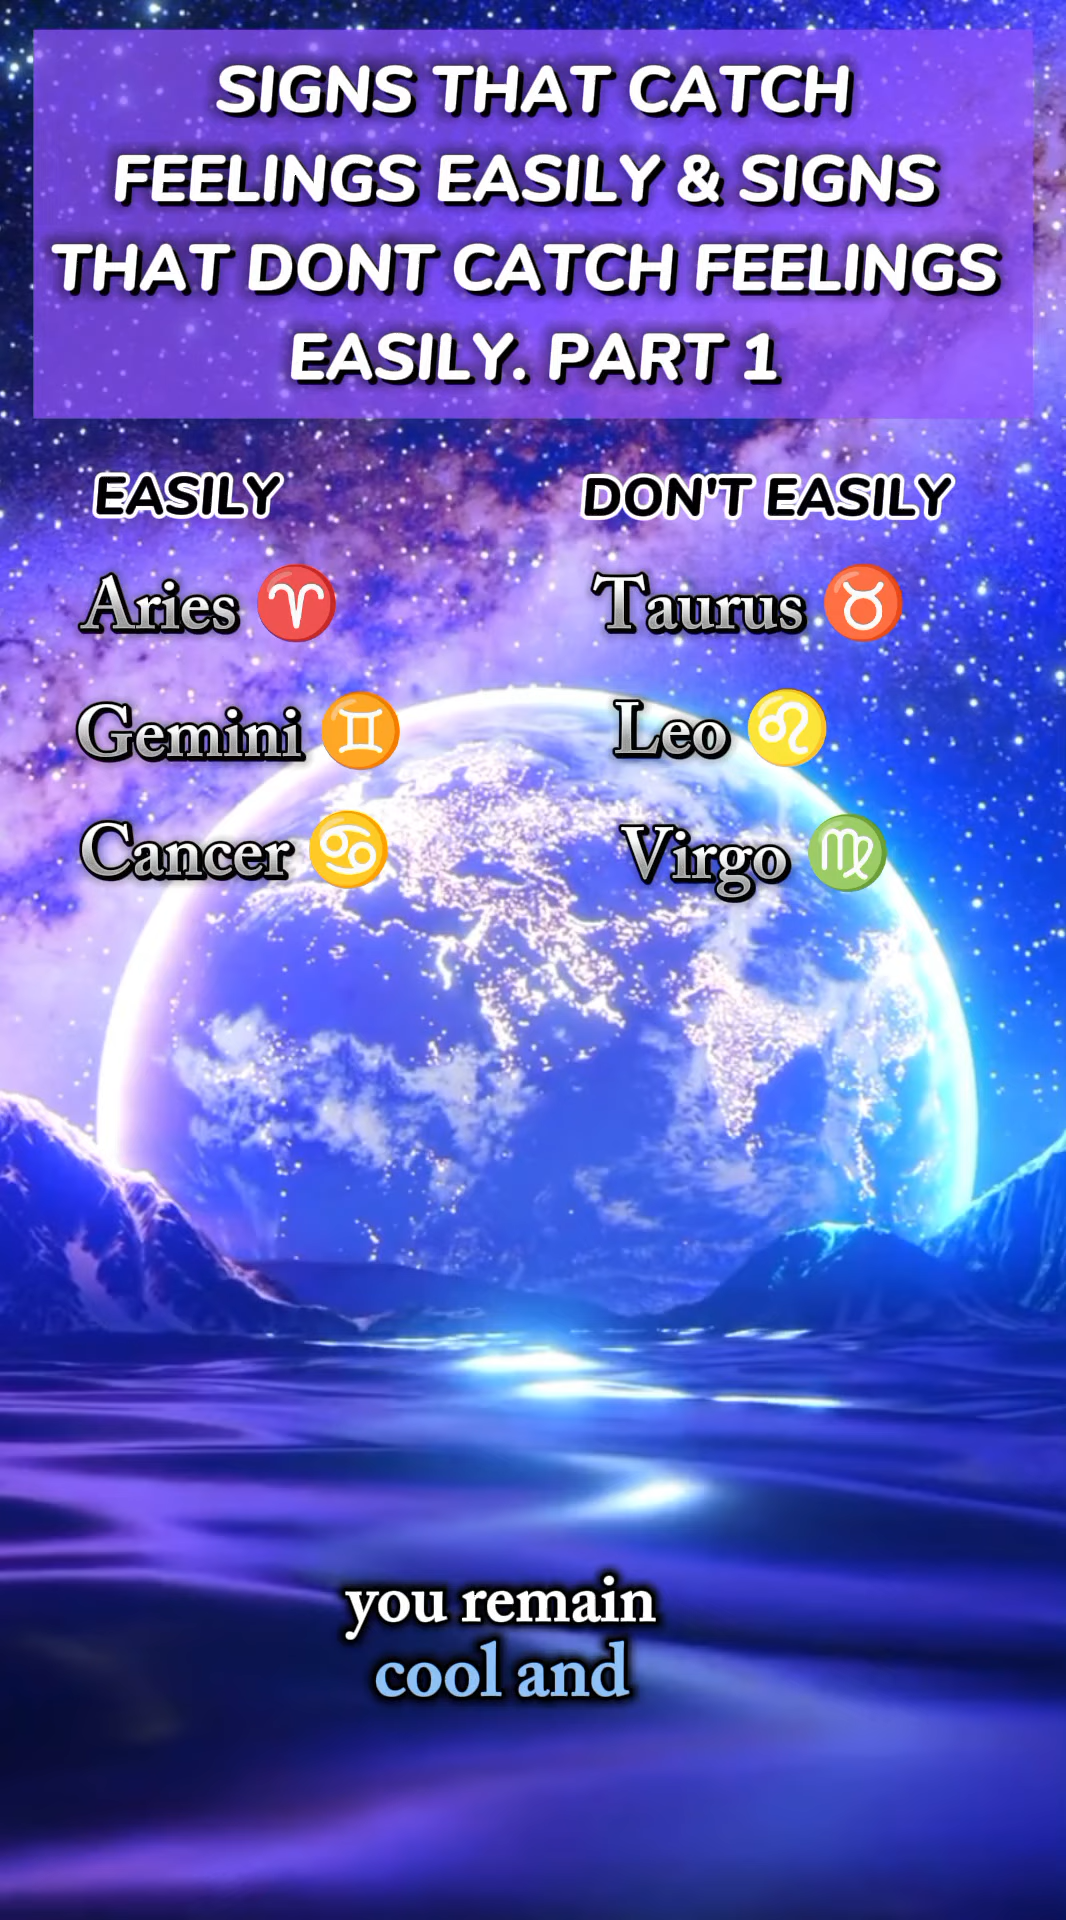 SIGNS THAT CATCH
FEELINGS EASILY & SIGNS
THAT DONT CATCH FEELINGS
EASILY. PART 1
EASILY
DON'T EASILY
Aries ♈
Taurus ♉
Gemini ♊
Leo ♌
Cancer ♋
Virgo ♍
you remain
cool and